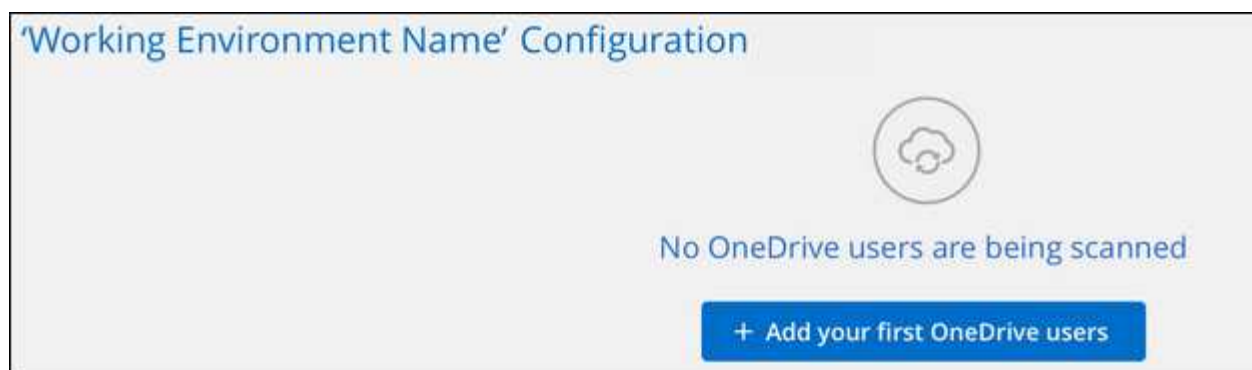 ‘Working Environment Name’ Configuration
No OneDrive users are being scanned
+ Add your first OneDrive users